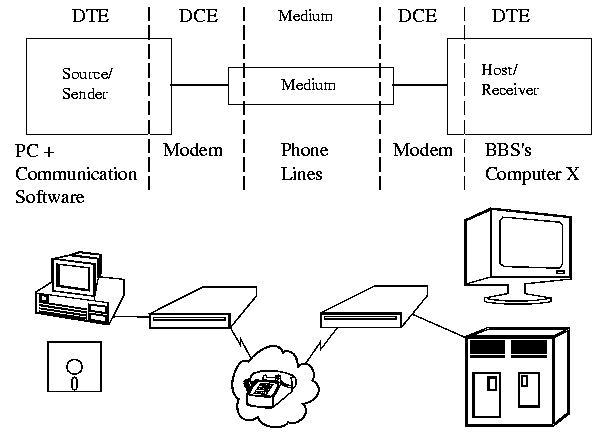 DTE DCE Medium DCE DTE
Source/
Sender
Medium
Host/
Receiver
PC +
Communication
Software
Modem
Phone
Lines
Modem
BBS's
Computer X